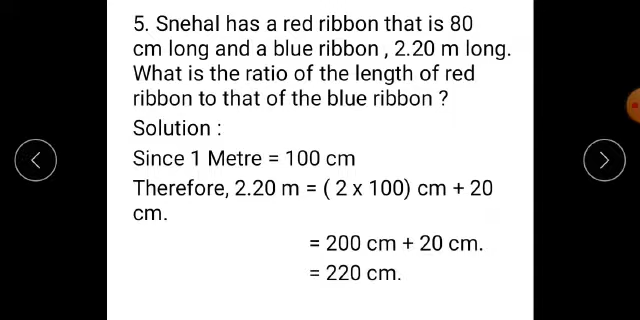 5. Snehal has a red ribbon that is 80
cm long and a blue ribbon , 2.20 m long.
What is the ratio of the length of red
ribbon to that of the blue ribbon ?
Solution :
Since 1 Metre = 100 cm
Therefore, 2.20 m = ( 2 x 100) cm + 20
cm.
= 200 cm + 20 cm.
= 220 cm.